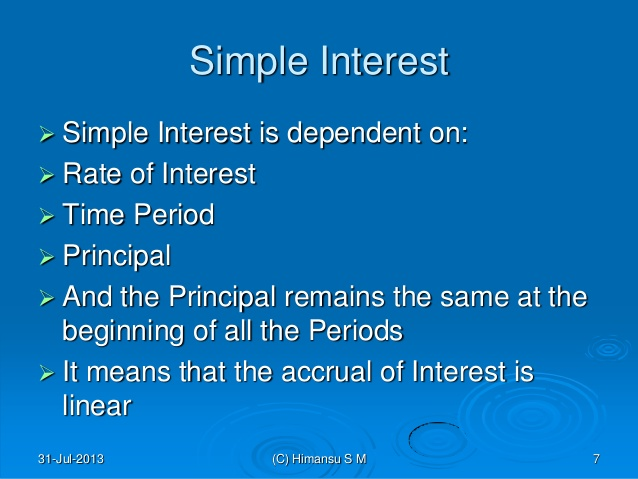 Simple Interest
➢ Simple Interest is dependent on:
➢ Rate of Interest
➢ Time Period
➢ Principal
➢ And the Principal remains the same at the
beginning of all the Periods
➢ It means that the accrual of Interest is
linear
31-Jul-2013 (C) Himansu S M 7